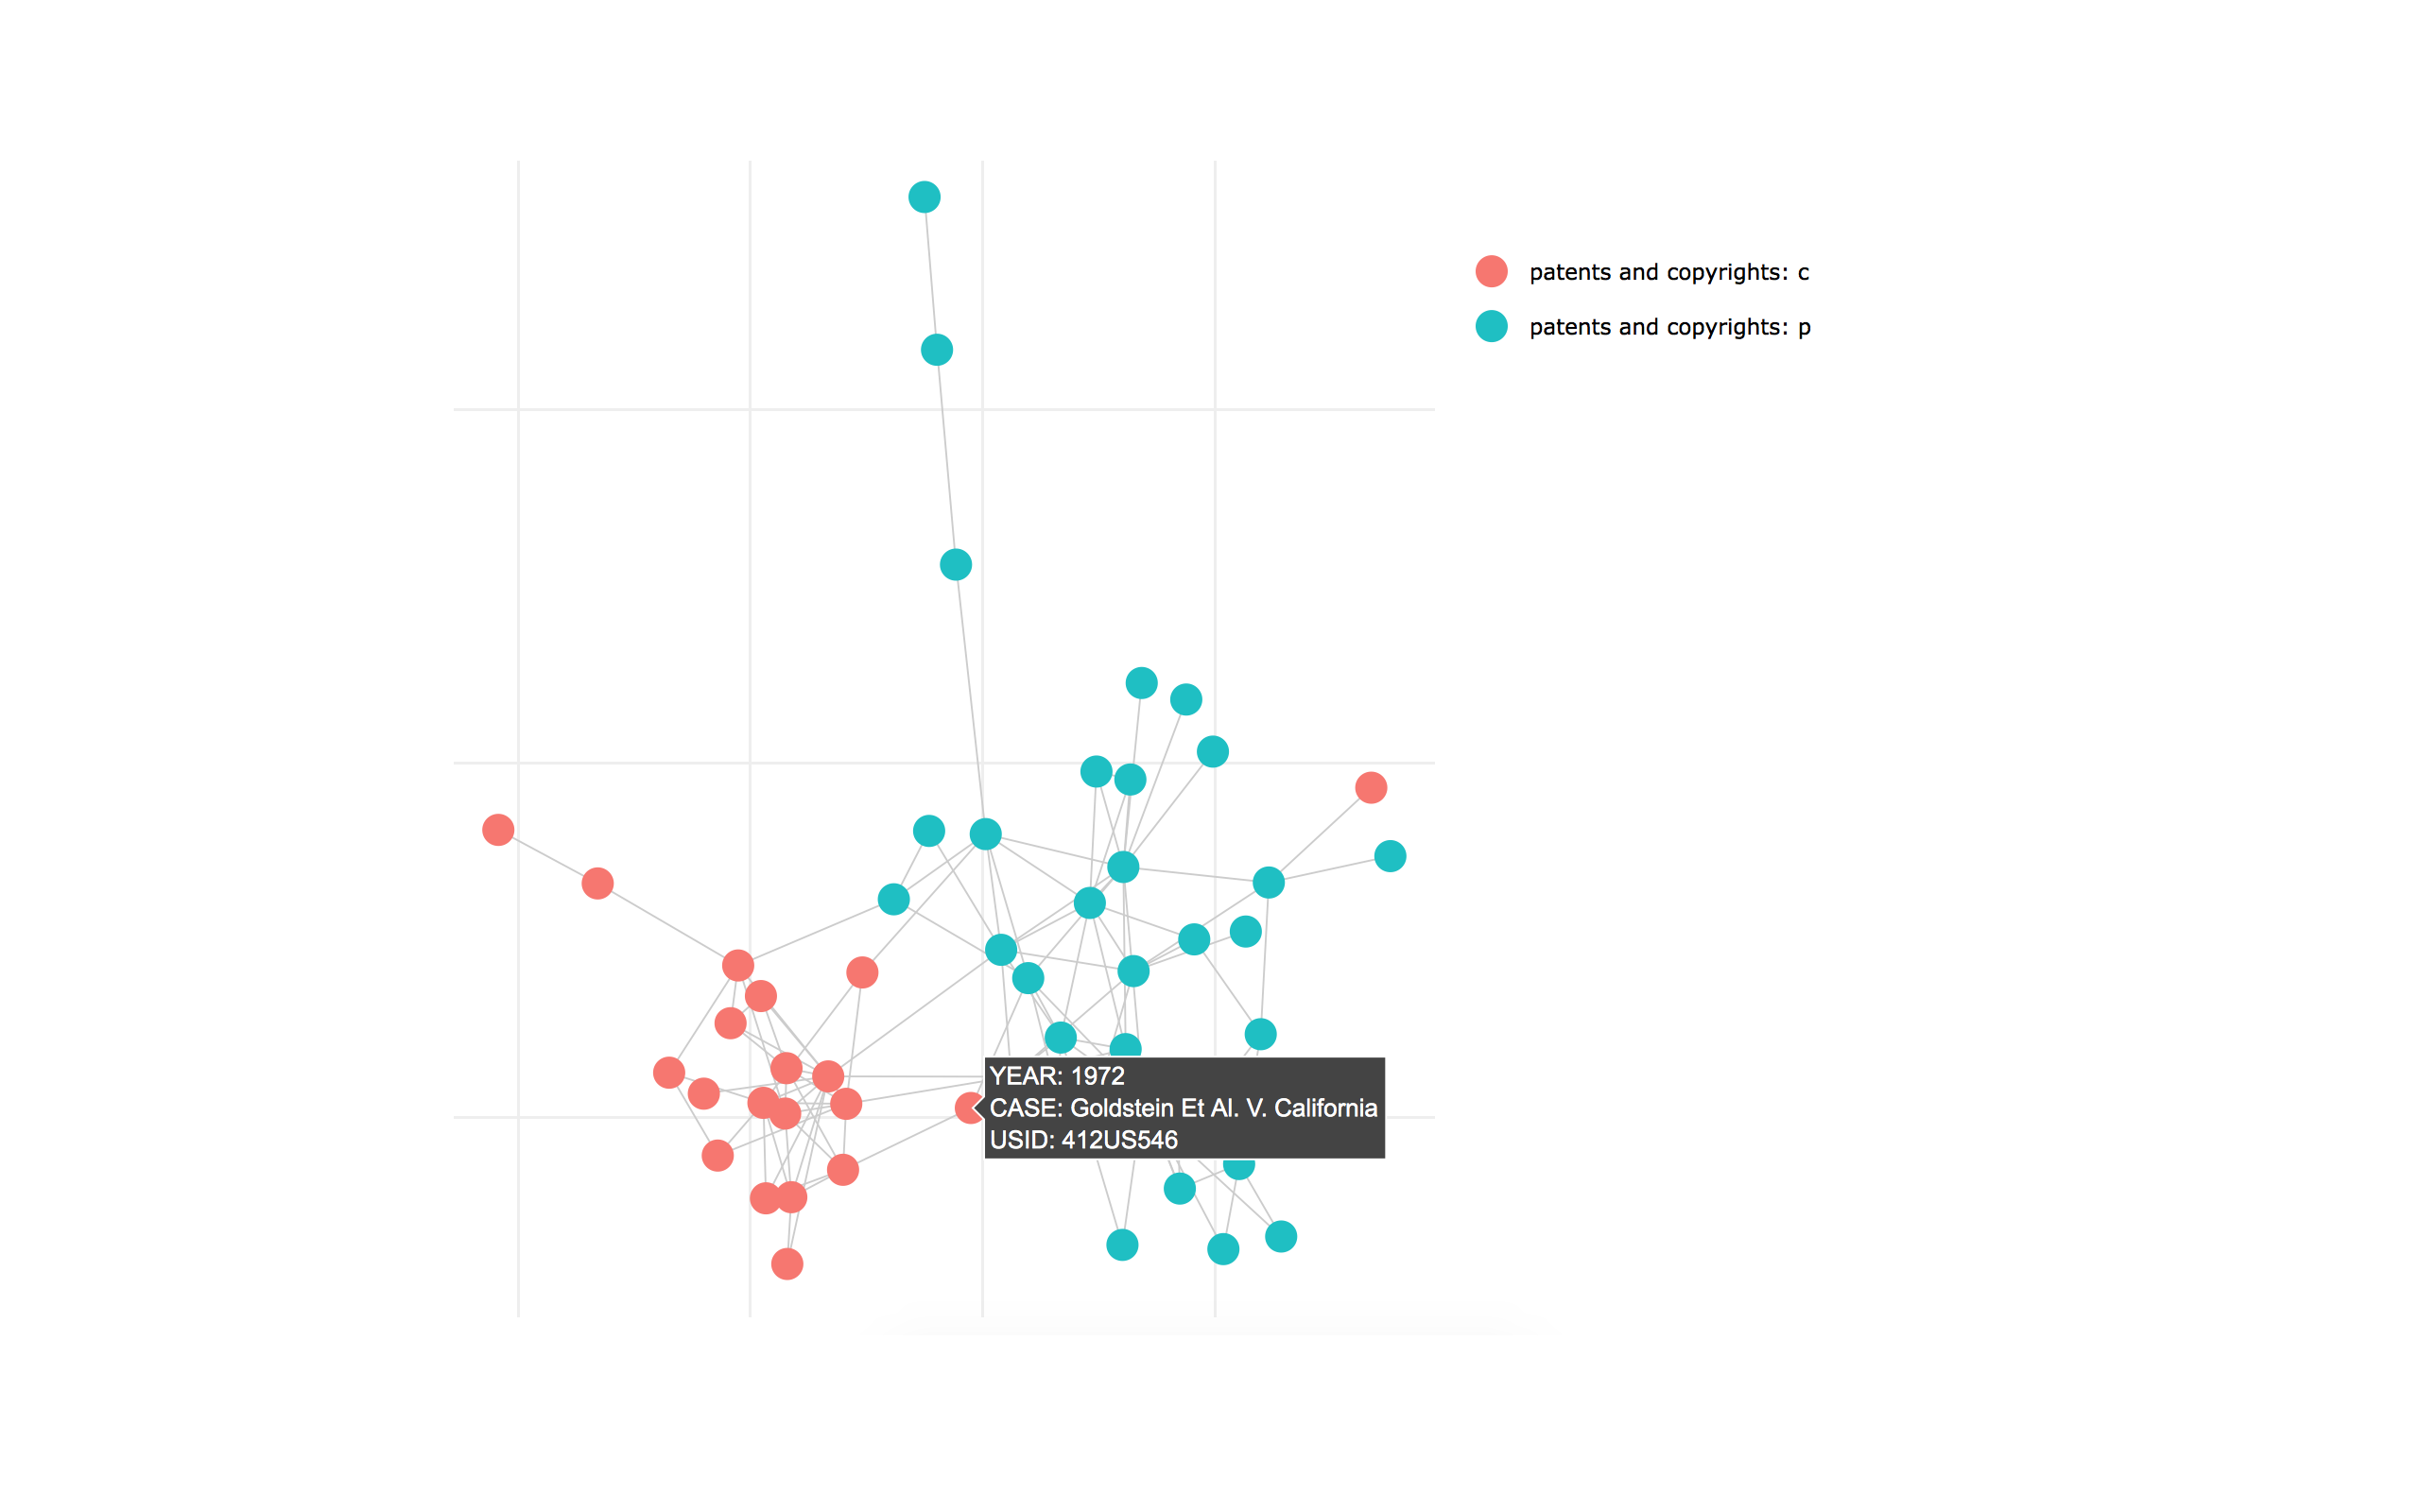 patents and copyrights: c
patents and copyrights: p
YEAR: 1972
CASE: Goldstein Et Al. V. California
USID: 412US546